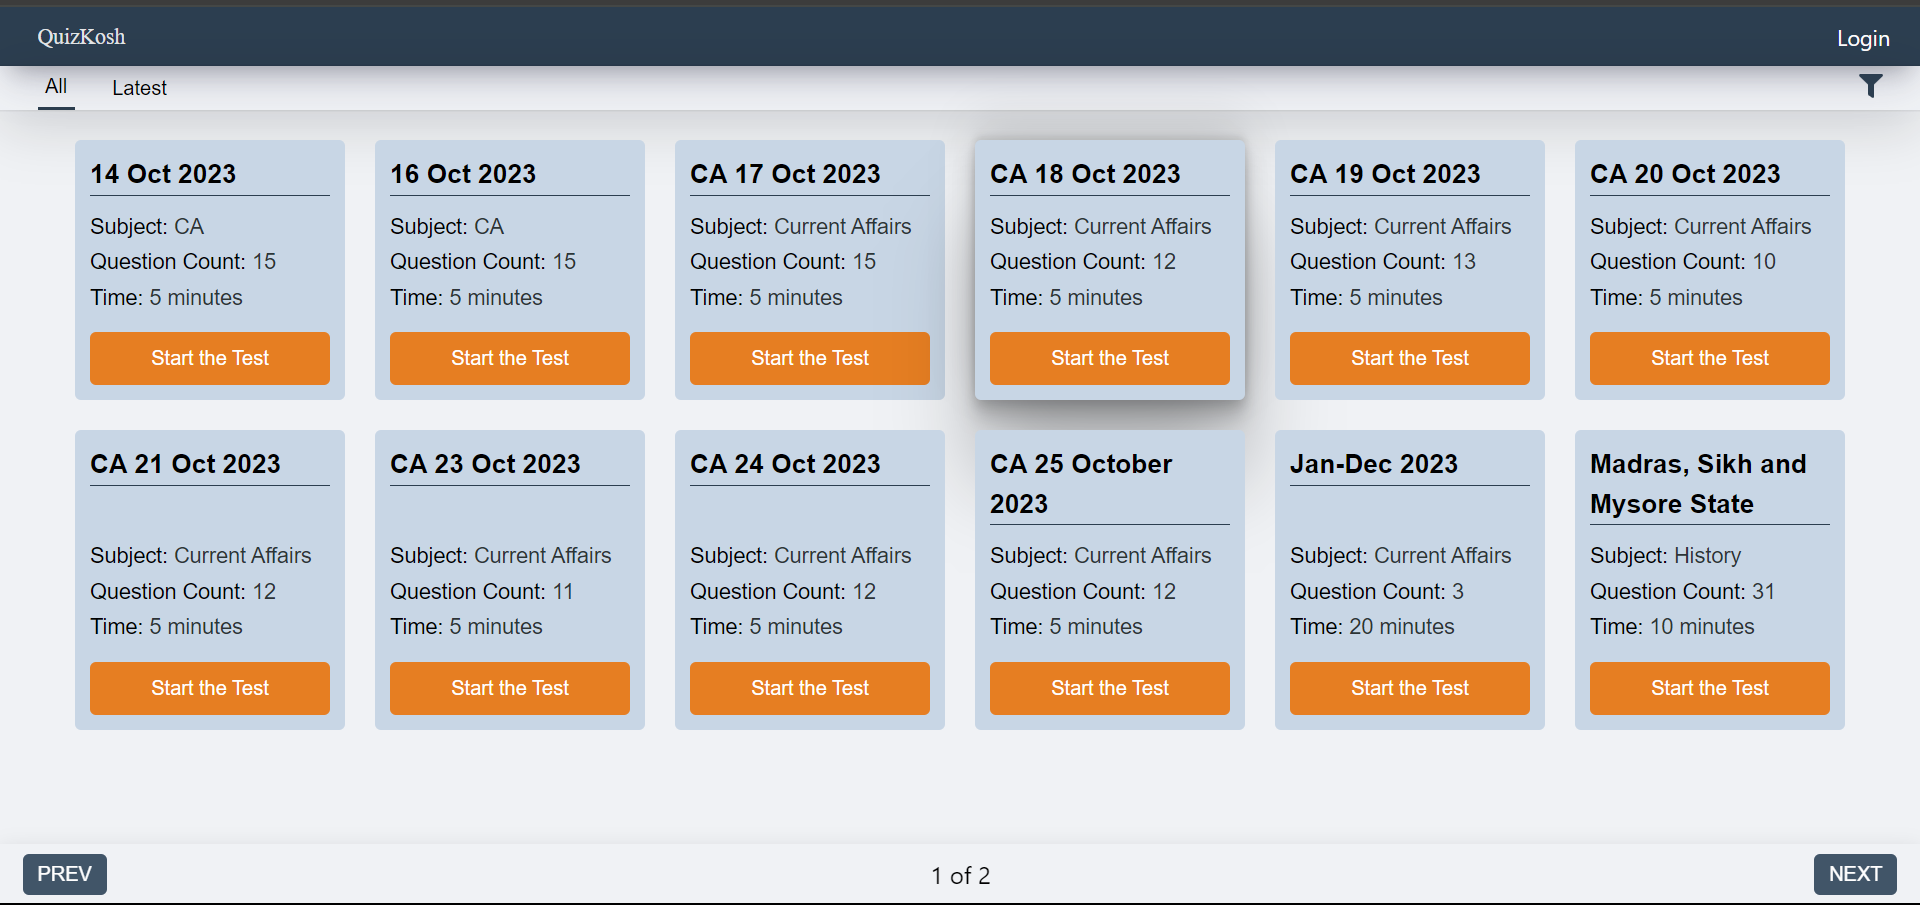 QuizKosh
Login
All
Latest
14 Oct 2023
Subject: CA
Question Count: 15
Time: 5 minutes
Start the Test
16 Oct 2023
Subject: CA
Question Count: 15
Time: 5 minutes
Start the Test
CA 17 Oct 2023
Subject: Current Affairs
Question Count: 15
Time: 5 minutes
Start the Test
CA 18 Oct 2023
Subject: Current Affairs
Question Count: 12
Time: 5 minutes
Start the Test
CA 19 Oct 2023
Subject: Current Affairs
Question Count: 13
Time: 5 minutes
Start the Test
CA 20 Oct 2023
Subject: Current Affairs
Question Count: 10
Time: 5 minutes
Start the Test
CA 21 Oct 2023
Subject: Current Affairs
Question Count: 12
Time: 5 minutes
Start the Test
CA 23 Oct 2023
Subject: Current Affairs
Question Count: 11
Time: 5 minutes
Start the Test
CA 24 Oct 2023
Subject: Current Affairs
Question Count: 12
Time: 5 minutes
Start the Test
CA 25 October
2023
Subject: Current Affairs
Question Count: 12
Time: 5 minutes
Start the Test
Jan-Dec 2023
Subject: Current Affairs
Question Count: 3
Time: 20 minutes
Start the Test
Madras, Sikh and
Mysore State
Subject: History
Question Count: 31
Time: 10 minutes
Start the Test
PREV
1 of 2
NEXT